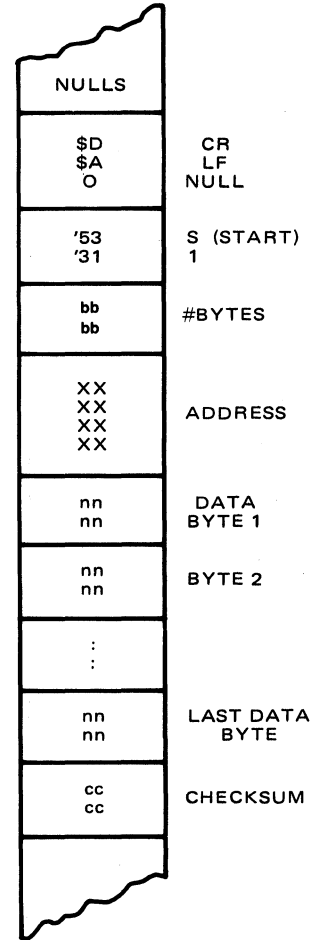 NULLS
$D CR
$A LF
O NULL
'53 S (START)
'31 1
bb
bb #BYTES
XX
XX
XX
XX ADDRESS
nn DATA
nn BYTE 1
nn
nn BYTE 2
:
:
nn LAST DATA
nn BYTE
cc
cc CHECKSUM